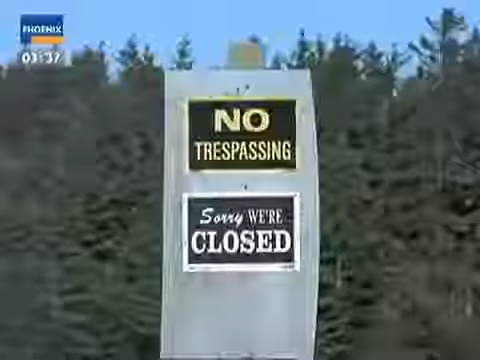 PHOENIX
03:37
NO
TRESPASSING
Sorry WE'RE
CLOSED